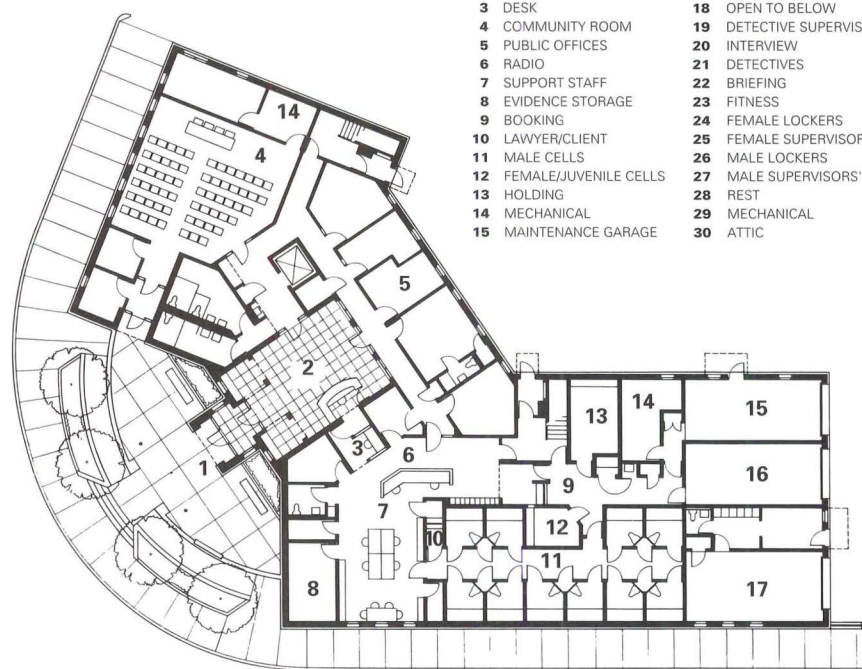 3 DESK
4 COMMUNITY ROOM
5 PUBLIC OFFICES
6 RADIO
7 SUPPORT STAFF
8 EVIDENCE STORAGE
9 BOOKING
10 LAWYER/CLIENT
11 MALE CELLS
12 FEMALE/JUVENILE CELLS
13 HOLDING
14 MECHANICAL
15 MAINTENANCE GARAGE
18 OPEN TO BELOW
19 DETECTIVE SUPERVIS
20 INTERVIEW
21 DETECTIVES
22 BRIEFING
23 FITNESS
24 FEMALE LOCKERS
25 FEMALE SUPERVISOR
26 MALE LOCKERS
27 MALE SUPERVISORS'
28 REST
29 MECHANICAL
30 ATTIC
14
4
5
2
3
6
1
13
14
15
16
9
7
10
12
11
8
17